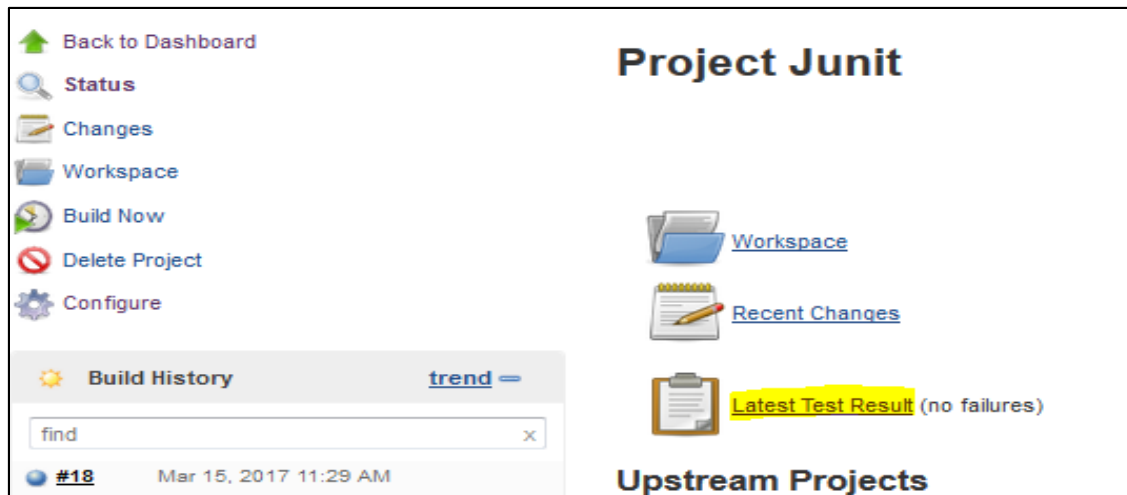 Back to Dashboard
Status
Changes
Workspace
Build Now
Delete Project
Configure
Build History trend
find x
#18 Mar 15, 2017 11:29 AM
Project Junit
Workspace
Recent Changes
Latest Test Result (no failures)
Upstream Projects